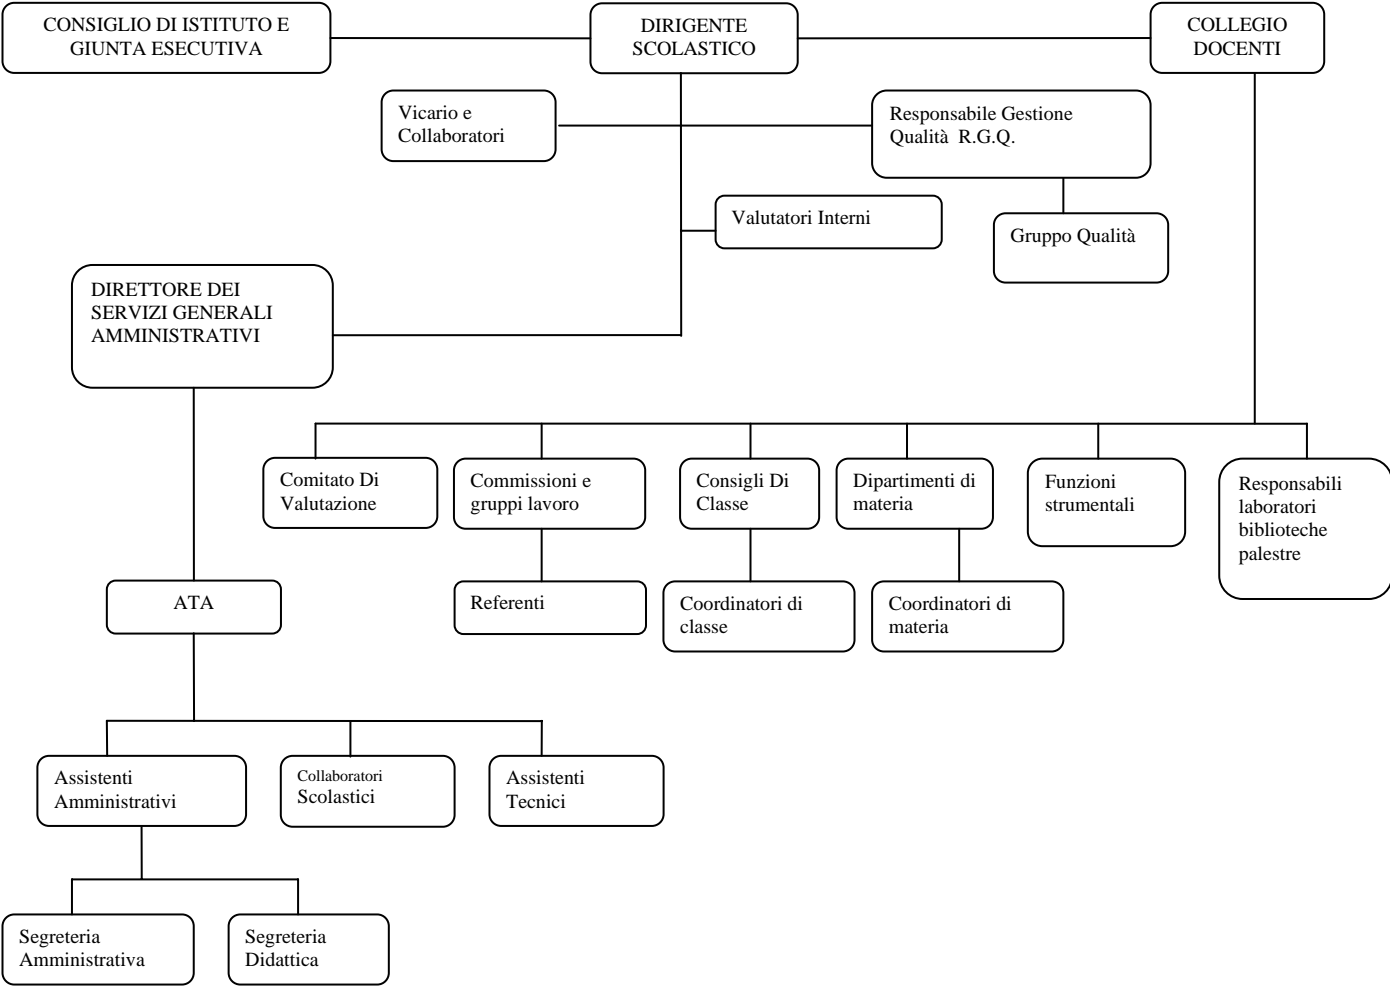 CONSIGLIO DI ISTITUTO E
GIUNTA ESECUTIVA
DIRIGENTE
SCOLASTICO
COLLEGIO
DOCENTI
Vicario e
Collaboratori
Responsabile Gestione
Qualità R.G.Q.
Valutatori Interni
Gruppo Qualità
DIRETTORE DEI
SERVIZI GENERALI
AMMINISTRATIVI
Comitato Di
Valutazione
Commissioni e
gruppi lavoro
Consigli Di
Classe
Dipartimenti di
materia
Funzioni
strumentali
Responsabili
laboratori
biblioteche
palestre
ATA
Referenti
Coordinatori di
classe
Coordinatori di
materia
Assistenti
Amministrativi
Collaboratori
Scolastici
Assistenti
Tecnici
Segreteria
Amministrativa
Segreteria
Didattica